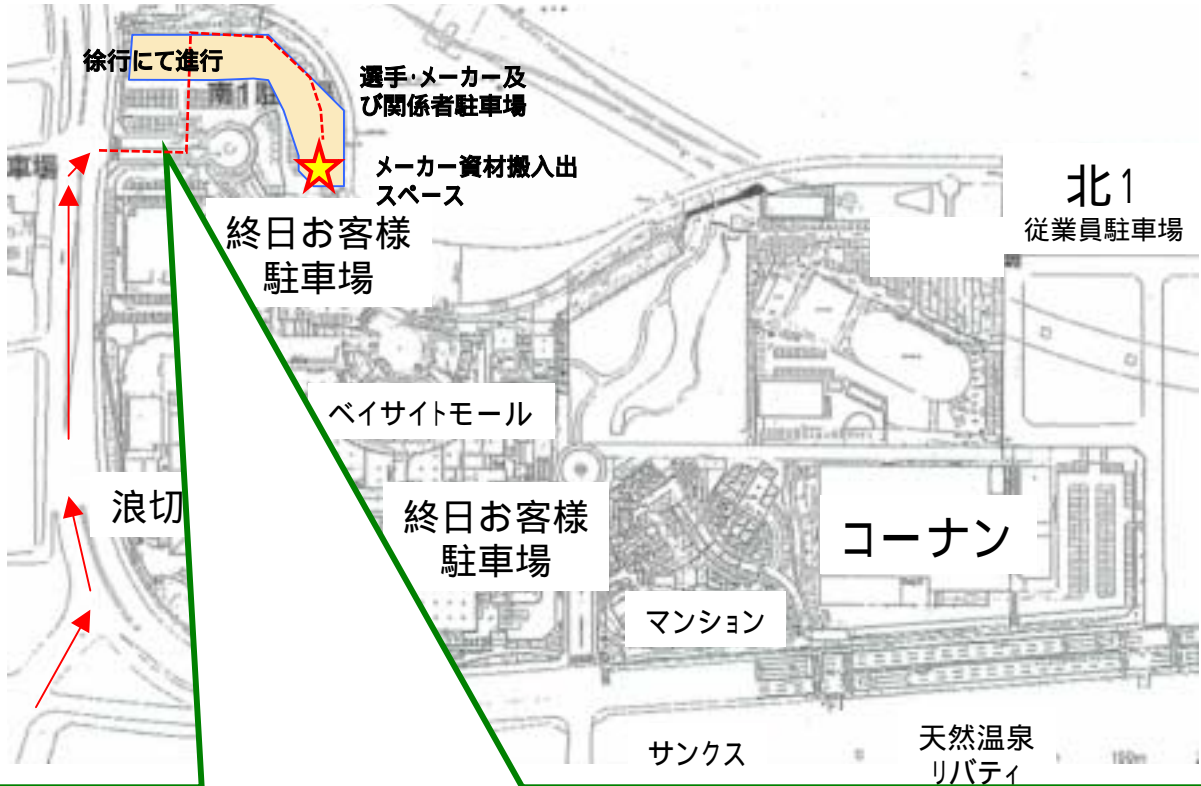 徐行にて進行
選手・メーカー及
び関係者駐車場
南1駐
車場
メーカー資材搬入出
スペース
北1
従業員駐車場
終日お客様
駐車場
ベイサイトモール
浪切
終日お客様
駐車場
コーナン
マンション
サンクス
天然温泉
リバティ